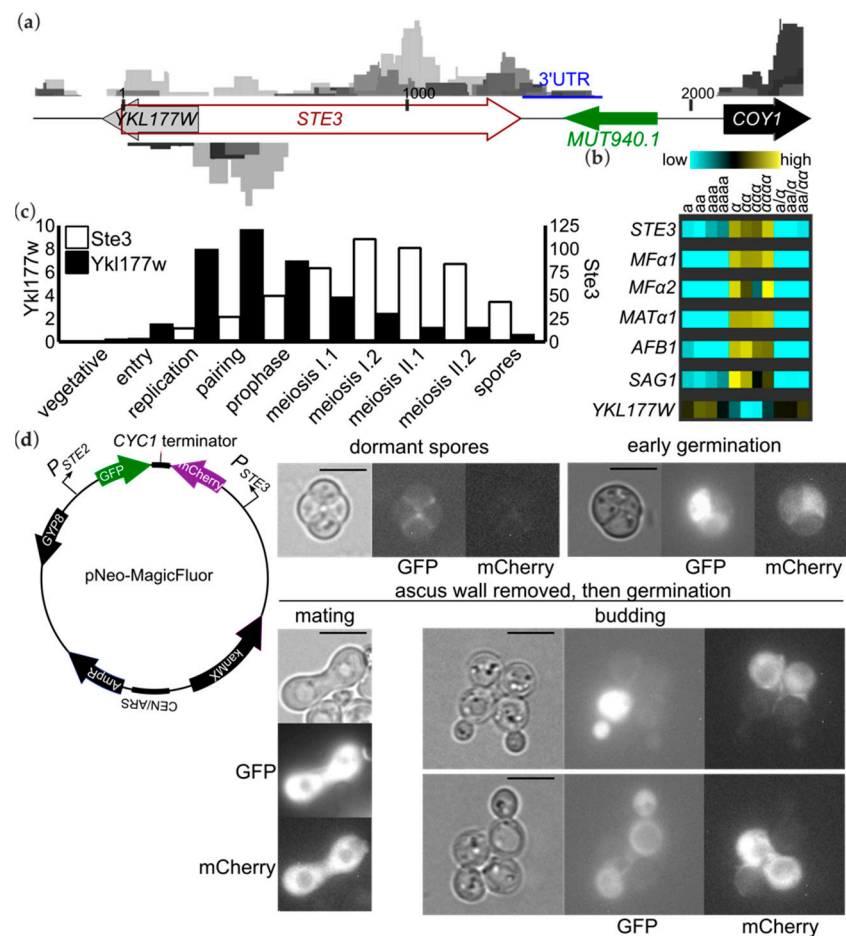 (a)
3'UTR
1
1000
2000
YKL177W
STE3
MUT940.1
COY1
(b)
low
high
a
aa
aaa
aaaa
α
αα
ααα
αααα
a/α
aa/α
aa/αα
STE3
MFα1
MFα2
MATα1
AFB1
SAG1
YKL177W
(c)
Ykl177w
10
8
6
4
2
0
Ste3
Ykl177w
125
100
75
50
25
0
Ste3
vegetative
entry
replication
pairing
prophase
meiosis I.1
meiosis I.2
meiosis II.1
meiosis II.2
spores
(d)
CYC1 terminator
PSTE2
GFP
mCherry
PSTE3
GYP8
pNeo-MagicFluor
AmpR
CEN/ARS
kanMX
dormant spores
early germination
GFP
mCherry
GFP
mCherry
ascus wall removed, then germination
mating
budding
GFP
mCherry
GFP
mCherry